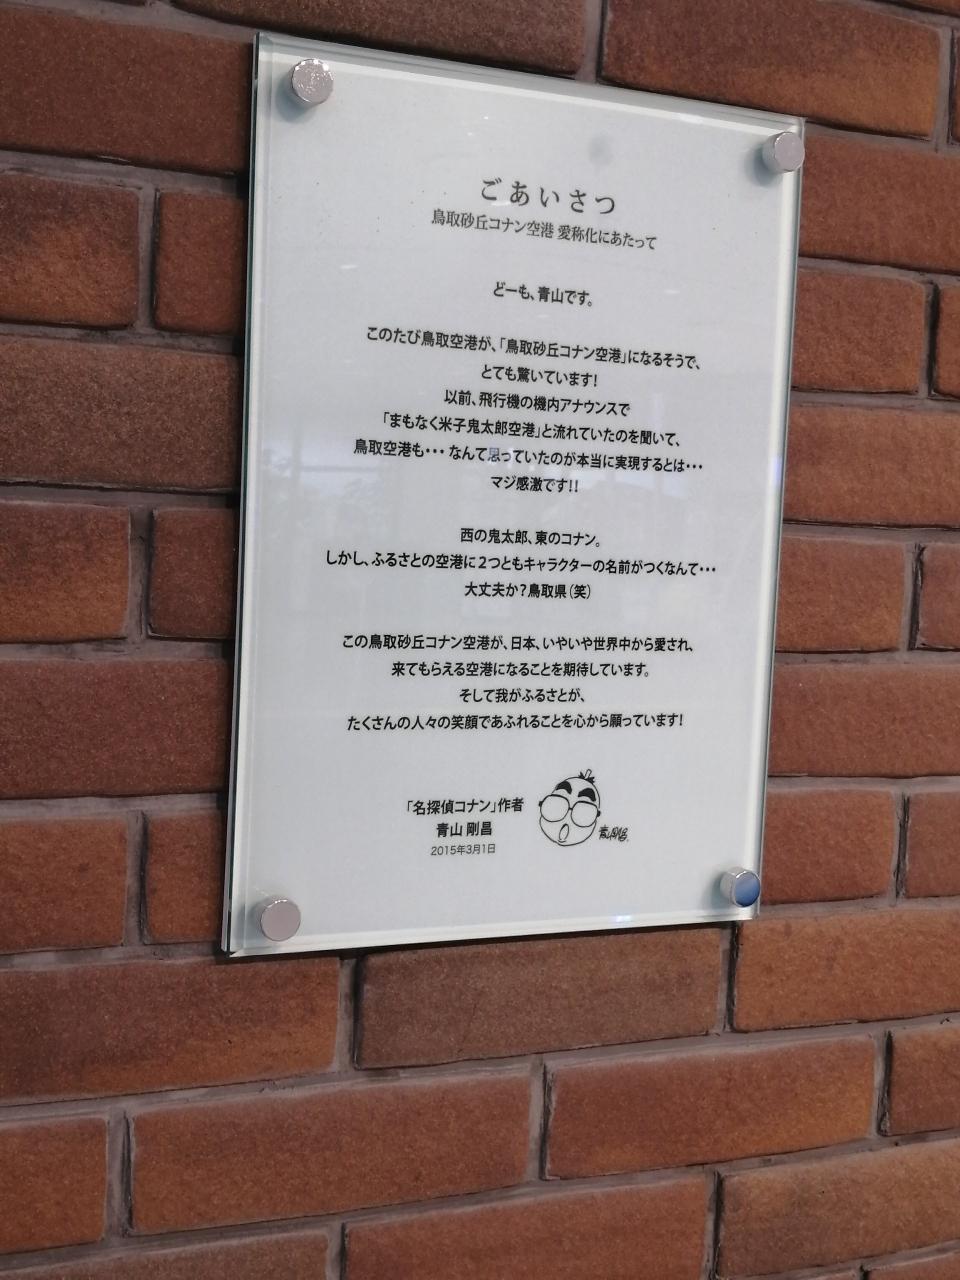 ごあいさつ
鳥取砂丘コナン空港 愛称化にあたって
どーも、青山です。
このたび鳥取空港が、「鳥取砂丘コナン空港」になるそうで、
とても驚いています!
以前、飛行機の機内アナウンスで
「まもなく米子鬼太郎空港」と流れていたのを聞いて、
鳥取空港も・・・なんて思っていたのが本当に実現するとは・・・
マジ感激です!!
西の鬼太郎、東のコナン。
しかし、ふるさとの空港に2つともキャラクターの名前がつくなんて・・・
大丈夫か?鳥取県(笑)
この鳥取砂丘コナン空港が、日本、いやいや世界中から愛され、
来てもらえる空港になることを期待しています。
そして我がふるさとが、
たくさんの人々の笑顔であふれることを心から願っています!
「名探偵コナン」作者
青山 剛昌
2015年3月1日
青山剛昌